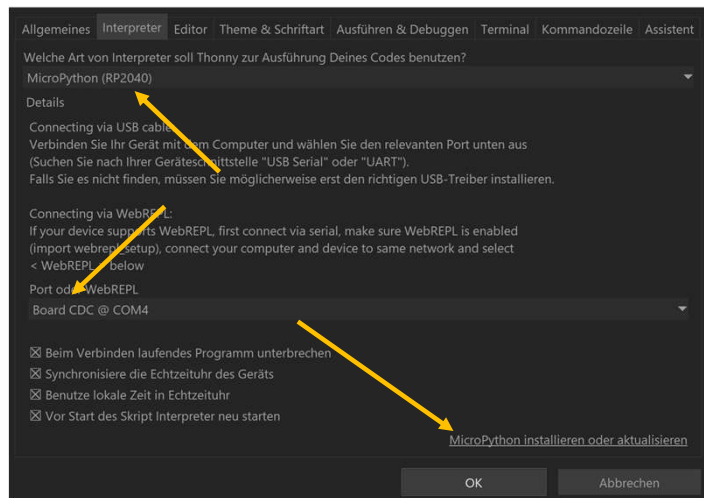 Allgemeines Interpreter Editor Theme & Schriftart Ausführen & Debuggen Terminal Kommandozeile Assistent
Welche Art von Interpreter soll Thonny zur Ausführung Deines Codes benutzen?
MicroPython (RP2040)
Details
Connecting via USB cable:
Verbinden Sie Ihr Gerät mit dem Computer und wählen Sie den relevanten Port unten aus
(Suchen Sie nach Ihrer Geräteschnittstelle "USB Serial" oder "UART").
Falls Sie es nicht finden, müssen Sie möglicherweise erst den richtigen USB-Treiber installieren.
Connecting via WebREPL:
If your device supports WebREPL, first connect via serial, make sure WebREPL is enabled
(import webrepl_setup), connect your computer and device to same network and select
< WebREPL > below
Port oder WebREPL
Board CDC @ COM4
Beim Verbinden laufendes Programm unterbrechen
Synchronisiere die Echtzeituhr des Geräts
Benutze lokale Zeit in Echtzeituhr
Vor Start des Skript Interpreter neu starten
MicroPython installieren oder aktualisieren
OK Abbrechen